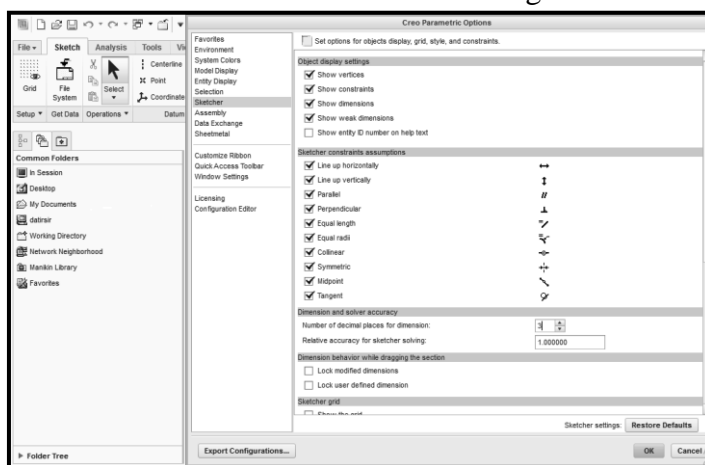 Creo Parametric Options
File
Sketch
Analysis
Tools
Grid
File System
Select
Centerline
Point
Coordinate
Setup
Get Data
Operations
Datum
Common Folders
In Session
Desktop
My Documents
datirsir
Working Directory
Network Neighborhood
Manikin Library
Favorites
Folder Tree
Favorites
Environment
System Colors
Model Display
Entity Display
Selection
Sketcher
Assembly
Data Exchange
Sheetmetal
Customize Ribbon
Quick Access Toolbar
Window Settings
Licensing
Configuration Editor
Set options for objects display, grid, style, and constraints.
Object display settings
Show vertices
Show constraints
Show dimensions
Show weak dimensions
Show entity ID number on help text
Sketcher constraints assumptions
Line up horizontally
Line up vertically
Parallel
Perpendicular
Equal length
Equal radii
Collinear
Symmetric
Midpoint
Tangent
Dimension and solver accuracy
Number of decimal places for dimension: 3
Relative accuracy for sketcher solving: 1.000000
Dimension behavior while dragging the section
Lock modified dimensions
Lock user defined dimension
Sketcher grid
Show the grid
Sketcher settings: Restore Defaults
Export Configurations...
OK
Cancel